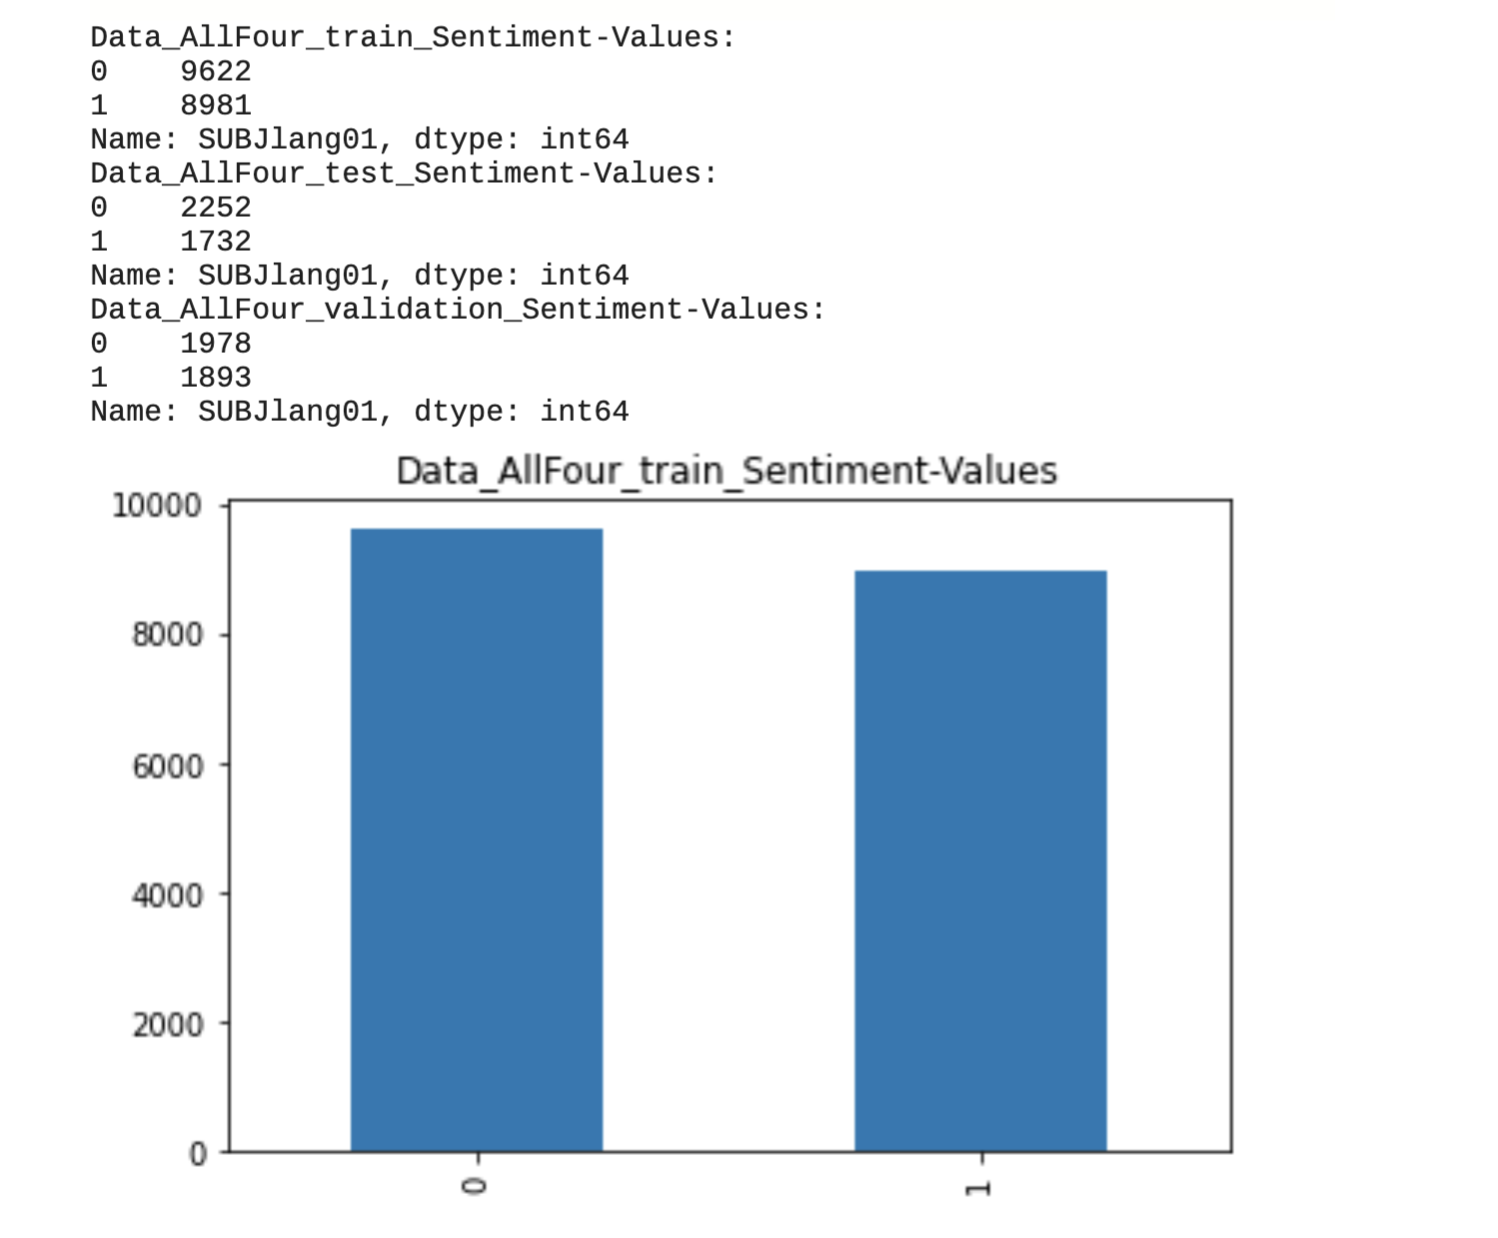 Data_AllFour_train_Sentiment-Values:
0    9622
1    8981
Name: SUBJlang01, dtype: int64
Data_AllFour_test_Sentiment-Values:
0    2252
1    1732
Name: SUBJlang01, dtype: int64
Data_AllFour_validation_Sentiment-Values:
0    1978
1    1893
Name: SUBJlang01, dtype: int64
Data_AllFour_train_Sentiment-Values
10000
8000
6000
4000
2000
0
0 1